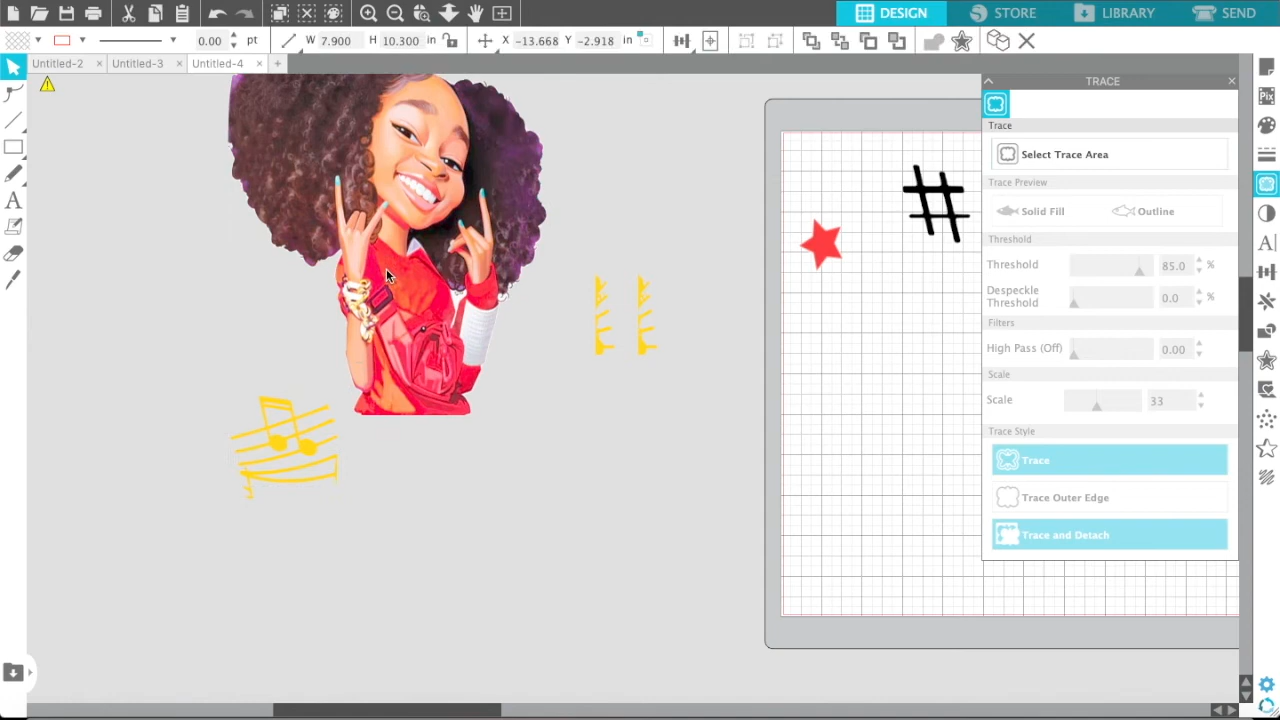 DESIGN STORE LIBRARY SEND
0.00 pt W 7.900 H 10.300 in X -13.668 Y -2.918 in
Untitled-2 × Untitled-3 × Untitled-4 × +
TRACE ×
Trace
Select Trace Area
Trace Preview
Solid Fill Outline
Threshold
Threshold 85.0 %
Despeckle
Threshold 0.0 %
Filters
High Pass (Off) 0.00
Scale
Scale 33
Trace Style
Trace
Trace Outer Edge
Trace and Detach
A
Pix
A
#